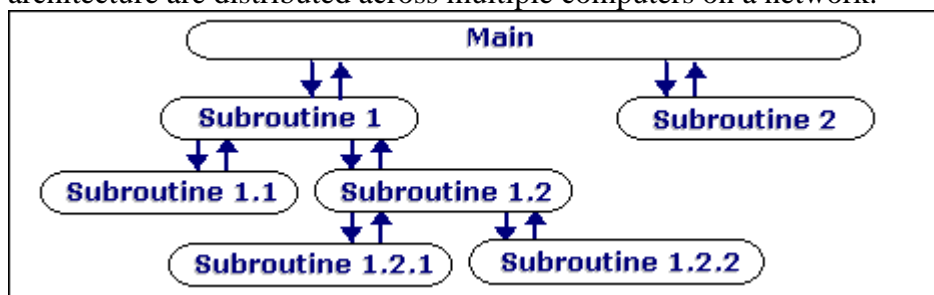 architecture are distributed across multiple computers on a network.
Main
Subroutine 1
Subroutine 2
Subroutine 1.1
Subroutine 1.2
Subroutine 1.2.1
Subroutine 1.2.2